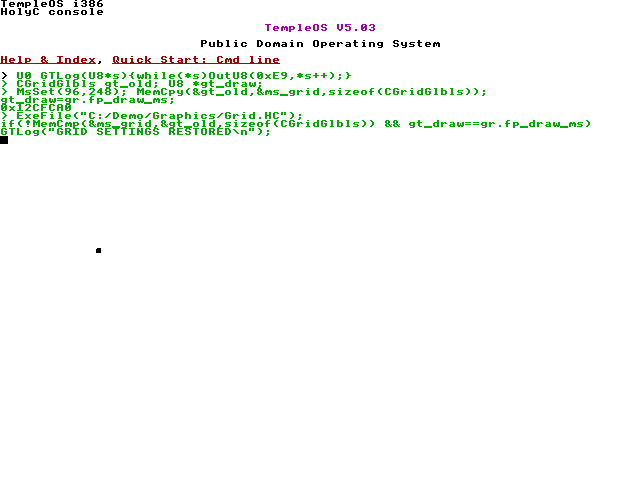 TempleOS i386
HolyC console
TempleOS V5.03
Public Domain Operating System
Help & Index, Quick Start: Cmd line
> U0 GTLog(U8*s){while(*s)OutU8(0xE9,*s++);}
> CGridGlbls gt_old; U8 *gt_draw;
> MsSet(96,248); MemCpy(&gt_old,&ms_grid,sizeof(CGridGlbls));
gt_draw=gr.fp_draw_ms;
0x12CFCA0
> ExeFile("C:/Demo/Graphics/Grid.HC");
if(!MemCmp(&ms_grid,&gt_old,sizeof(CGridGlbls)) && gt_draw==gr.fp_draw_ms)
GTLog("GRID SETTINGS RESTORED\n");